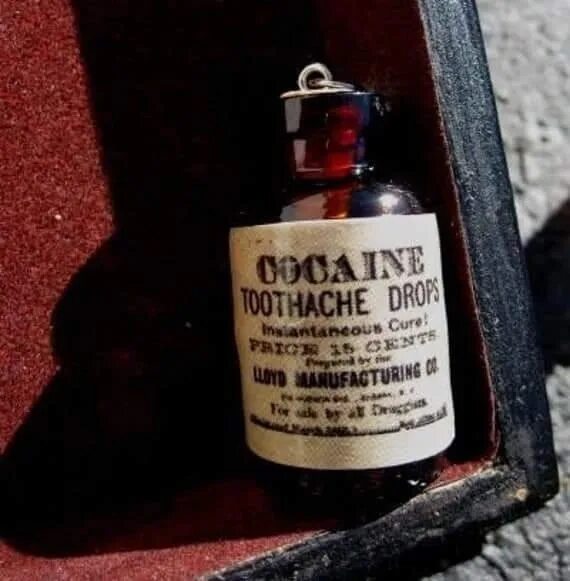 COCAINE
TOOTHACHE DROPS
Instantaneous Cure!
PRICE 15 CENTS.
Prepared by the
LLOYD MANUFACTURING CO.
For sale by all Druggists.
March